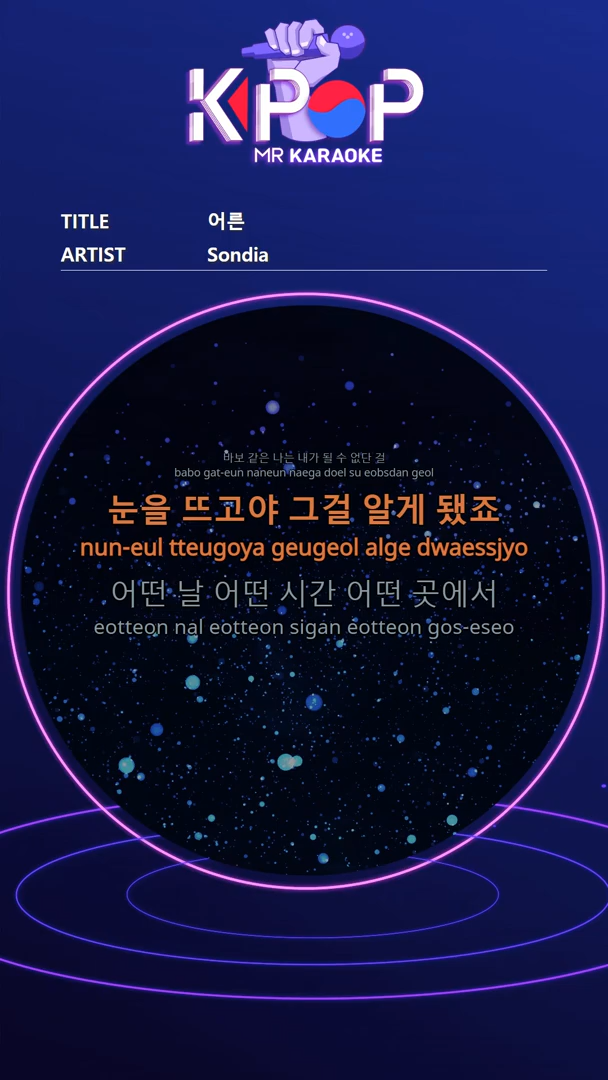 KPOP
MR KARAOKE
TITLE 어른
ARTIST Sondia
바보 같은 나는 내가 될 수 없단 걸
babo gat-eun naneun naega doel su eobsdan geol
눈을 뜨고야 그걸 알게 됐죠
nun-eul tteugoya geugeol alge dwaessjyo
어떤 날 어떤 시간 어떤 곳에서
eotteon nal eotteon sigan eotteon gos-eseo